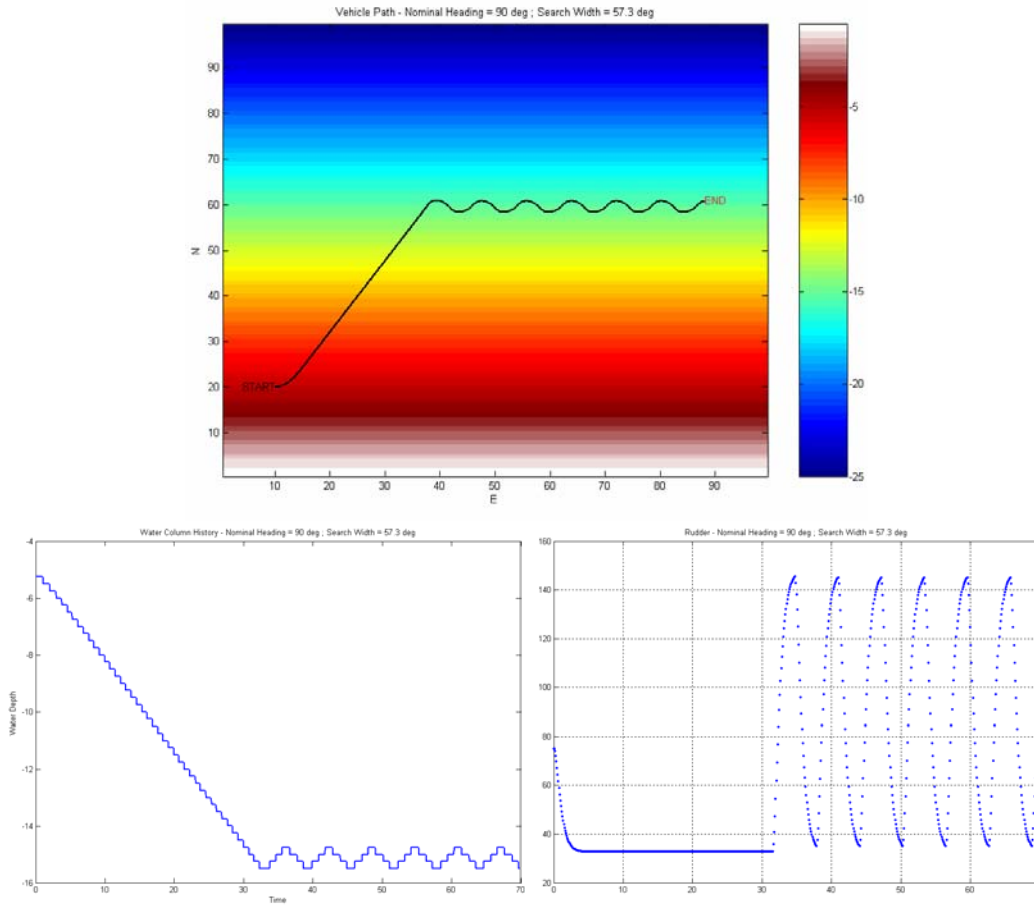 Vehicle Path - Nominal Heading = 90 deg ; Search Width = 57.3 deg
90
80
70
60
50
40
30
20
10
N
START
END
10 20 30 40 50 60 70 80 90
E
-5
-10
-15
-20
-25
Water Column History - Nominal Heading = 90 deg ; Search Width = 57.3 deg
-4
-6
-8
-10
-12
-14
-16
Water Depth
0 10 20 30 40 50 60 70
Time
Rudder - Nominal Heading = 90 deg ; Search Width = 57.3 deg
160
140
120
100
80
60
40
20
0 10 20 30 40 50 60 70